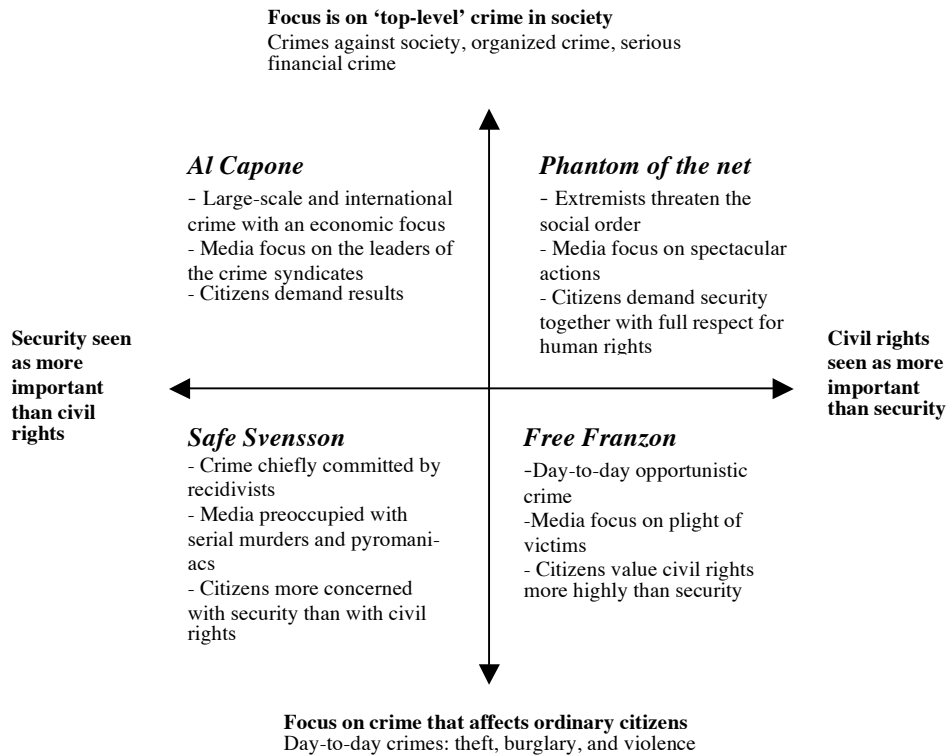 Focus is on ‘top-level’ crime in society
Crimes against society, organized crime, serious
financial crime
Al Capone
- Large-scale and international
crime with an economic focus
- Media focus on the leaders of
the crime syndicates
- Citizens demand results
Phantom of the net
- Extremists threaten the
social order
- Media focus on spectacular
actions
- Citizens demand security
together with full respect for
human rights
Security seen
as more
important
than civil
rights
Civil rights
seen as more
important
than security
Safe Svensson
- Crime chiefly committed by
recidivists
- Media preoccupied with
serial murders and pyromani-
acs
- Citizens more concerned
with security than with civil
rights
Free Franzon
-Day-to-day opportunistic
crime
-Media focus on plight of
victims
- Citizens value civil rights
more highly than security
Focus on crime that affects ordinary citizens
Day-to-day crimes: theft, burglary, and violence